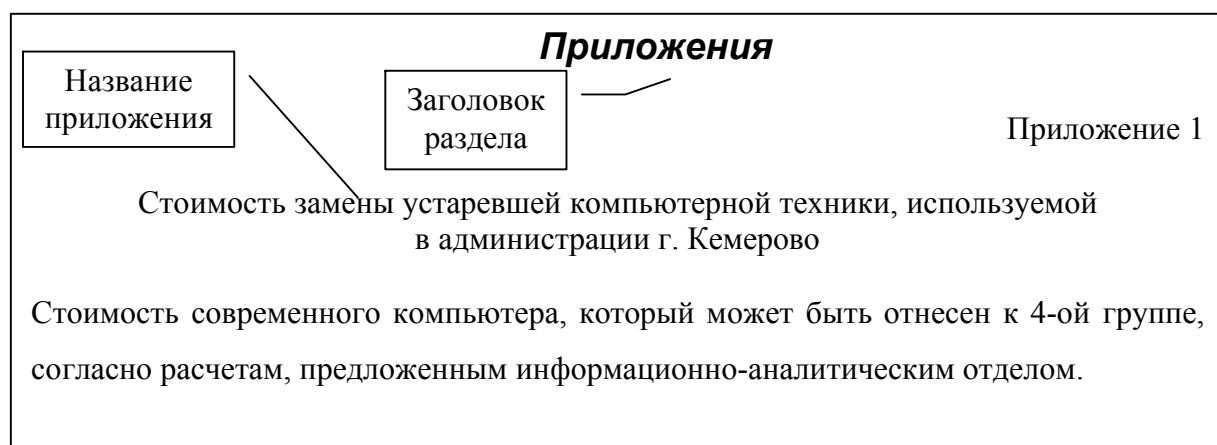 Приложения
Название
приложения
Заголовок
раздела
Приложение 1
Стоимость замены устаревшей компьютерной техники, используемой
в администрации г. Кемерово
Стоимость современного компьютера, который может быть отнесен к 4-ой группе,
согласно расчетам, предложенным информационно-аналитическим отделом.